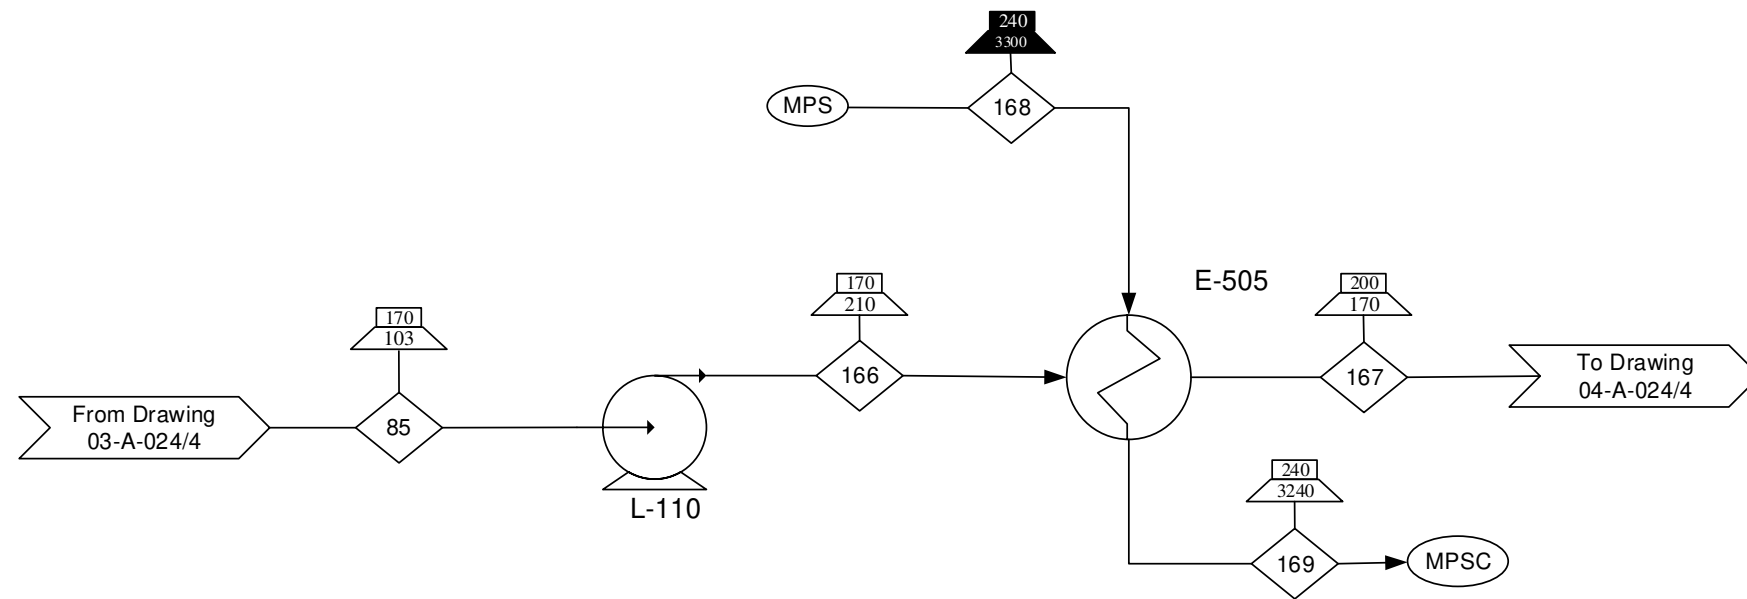 240
3300
MPS
168
E-505
170
210
200
170
170
103
166
167
To Drawing
04-A-024/4
From Drawing
03-A-024/4
85
L-110
240
3240
169
MPSC